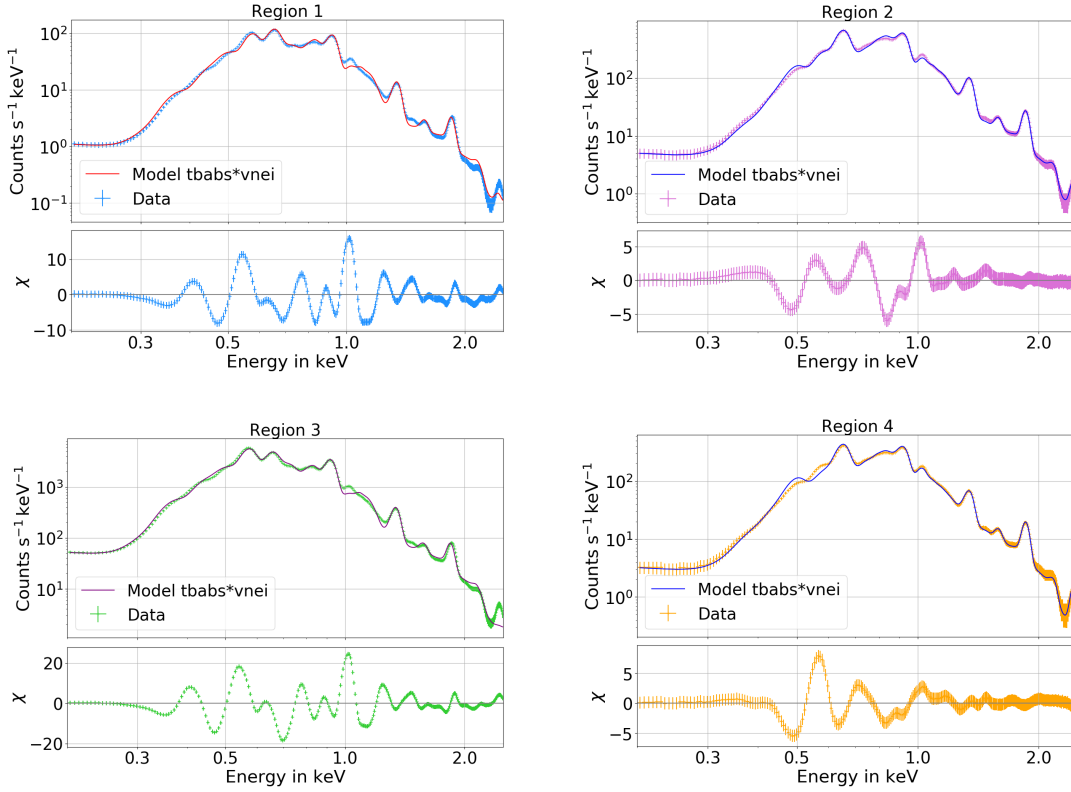 Region 1
Counts s⁻¹ keV⁻¹
10²
10¹
10⁰
10⁻¹
Model tbabs*vnei
Data
χ
10
0
−10
0.3 0.5 1.0 2.0
Energy in keV
Region 2
Counts s⁻¹ keV⁻¹
10²
10¹
10⁰
Model tbabs*vnei
Data
χ
5
0
−5
0.3 0.5 1.0 2.0
Energy in keV
Region 3
Counts s⁻¹ keV⁻¹
10³
10²
10¹
Model tbabs*vnei
Data
χ
20
0
−20
0.3 0.5 1.0 2.0
Energy in keV
Region 4
Counts s⁻¹ keV⁻¹
10²
10¹
10⁰
Model tbabs*vnei
Data
χ
5
0
−5
0.3 0.5 1.0 2.0
Energy in keV